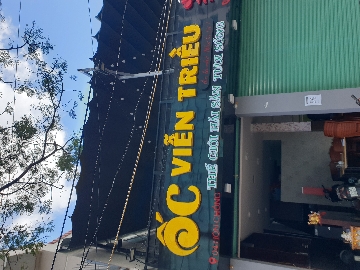 ỐC VIỄN TRIỀU
THẾ GIỚI HẢI SẢN TƯƠI SỐNG